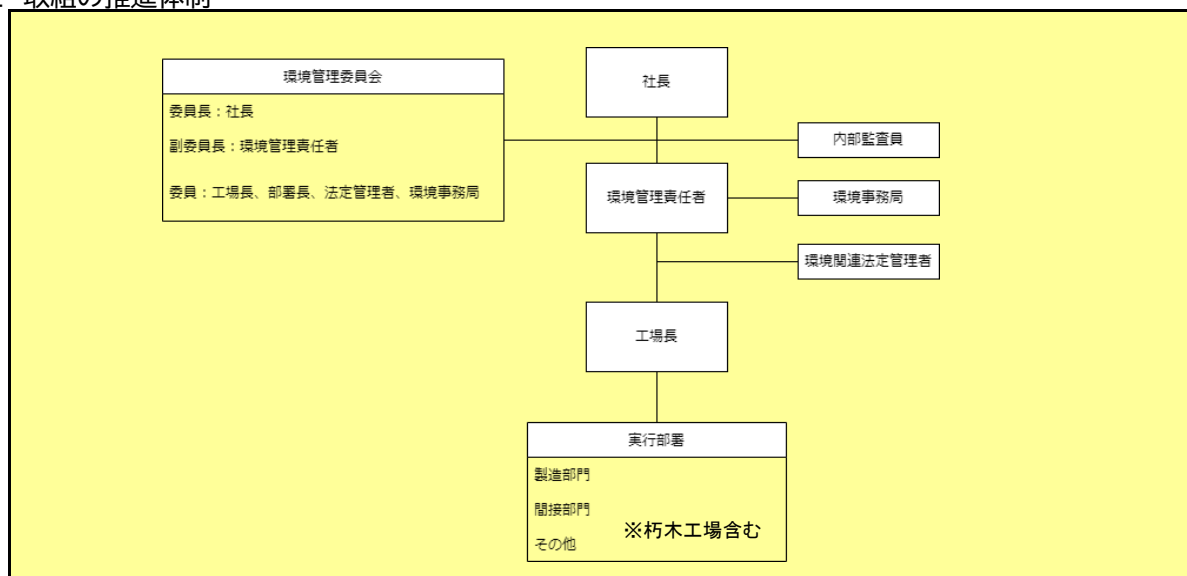 取組の推進体制
環境管理委員会
委員長：社長
副委員長：環境管理責任者
委員：工場長、部署長、法定管理者、環境事務局
社長
内部監査員
環境管理責任者
環境事務局
環境関連法定管理者
工場長
実行部署
製造部門
間接部門
その他
※朽木工場含む